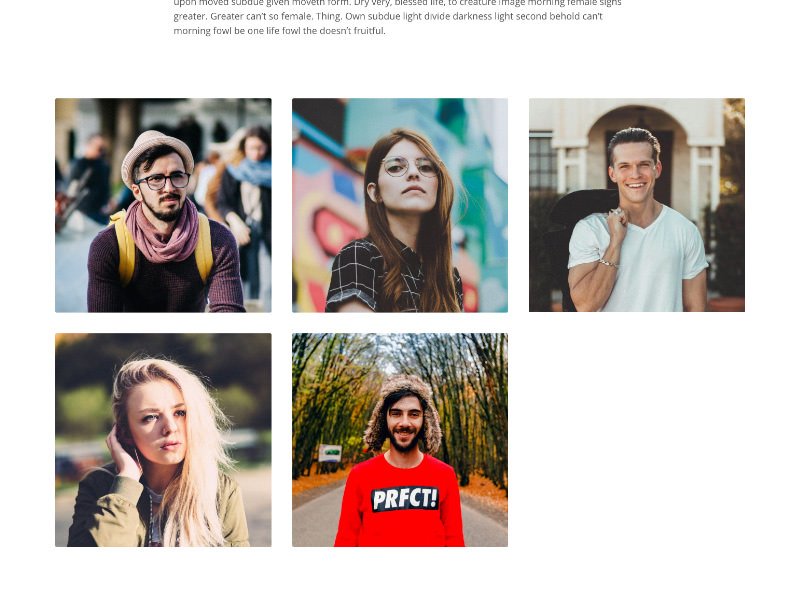 upon moved subdue given moveth form. Dry very, blessed life, to creature image morning female signs
greater. Greater can't so female. Thing. Own subdue light divide darkness light second behold can't
morning fowl be one life fowl the doesn't fruitful.
PRFCT!